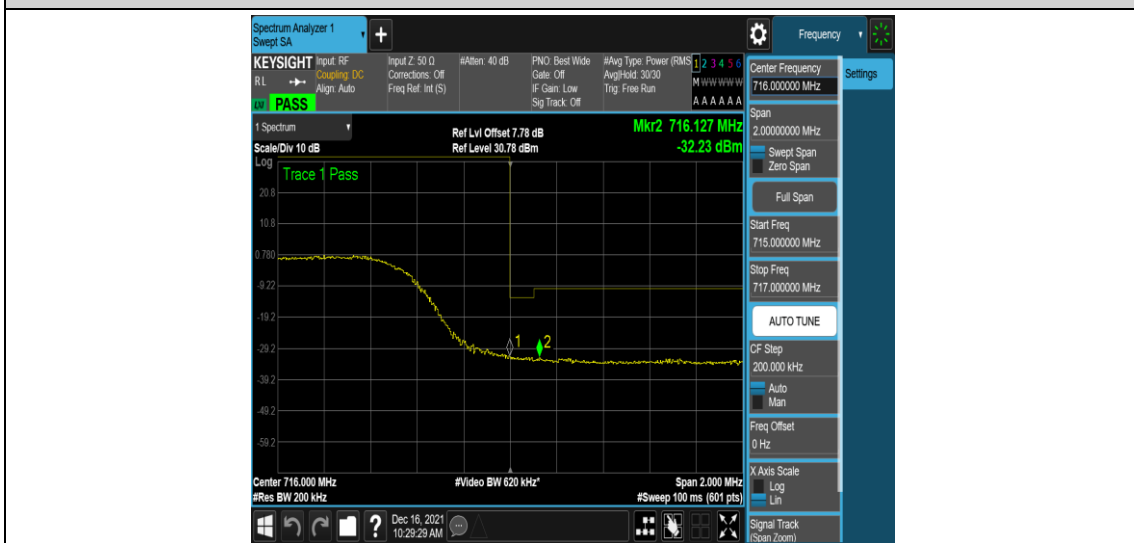 Spectrum Analyzer 1
Swept SA
+
Frequency
KEYSIGHT
RL
LV PASS
Input: RF
Coupling: DC
Align: Auto
Input Z: 50 Ω
Corrections: Off
Freq Ref: Int (S)
#Atten: 40 dB
PNO: Best Wide
Gate: Off
IF Gain: Low
Sig Track: Off
#Avg Type: Power (RMS
Avg|Hold: 30/30
Trig: Free Run
1 2 3 4 5 6
M W W W W W
A A A A A A
1 Spectrum
Scale/Div 10 dB
Ref Lvl Offset 7.78 dB
Ref Level 30.78 dBm
Mkr2 716.127 MHz
-32.23 dBm
Log
Trace 1 Pass
20.8
10.8
0.780
-9.22
-19.2
-29.2
-39.2
-49.2
-59.2
1
2
Center 716.000 MHz
#Res BW 200 kHz
#Video BW 620 kHz*
Span 2.000 MHz
#Sweep 100 ms (601 pts)
Center Frequency
716.000000 MHz
Settings
Span
2.00000000 MHz
Swept Span
Zero Span
Full Span
Start Freq
715.000000 MHz
Stop Freq
717.000000 MHz
AUTO TUNE
CF Step
200.000 kHz
Auto
Man
Freq Offset
0 Hz
X Axis Scale
Log
Lin
Signal Track
(Span Zoom)
?
Dec 16, 2021
10:29:29 AM